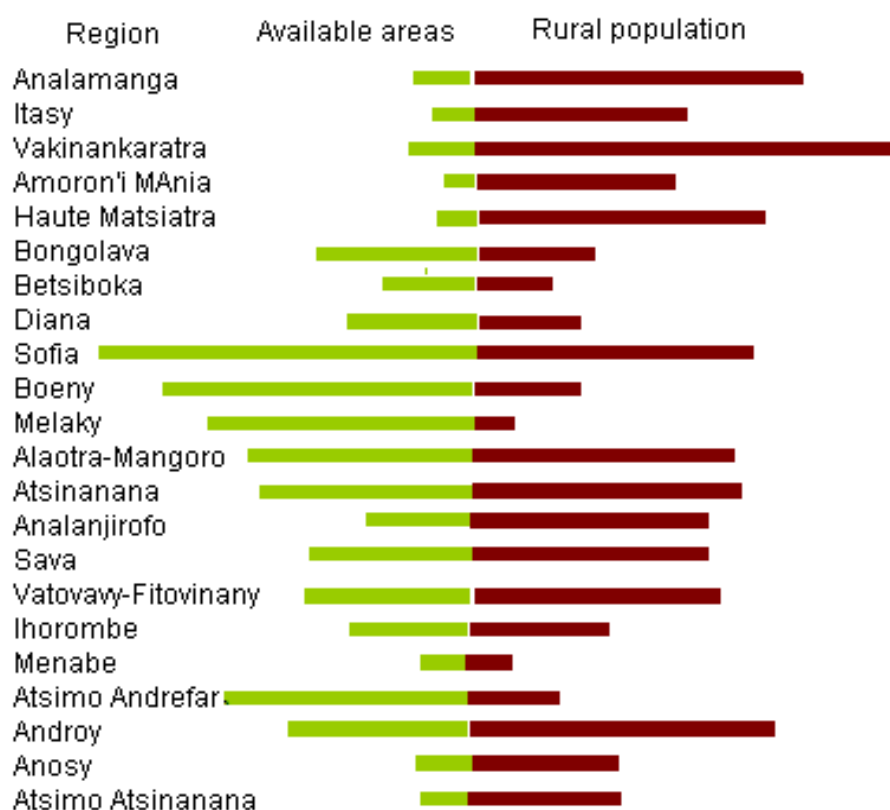 Region Available areas Rural population
Analamanga
Itasy
Vakinankaratra
Amoron'i MAnia
Haute Matsiatra
Bongolava
Betsiboka
Diana
Sofia
Boeny
Melaky
Alaotra-Mangoro
Atsinanana
Analanjirofo
Sava
Vatovavy-Fitovinany
Ihorombe
Menabe
Atsimo Andrefar
Androy
Anosy
Atsimo Atsinanana